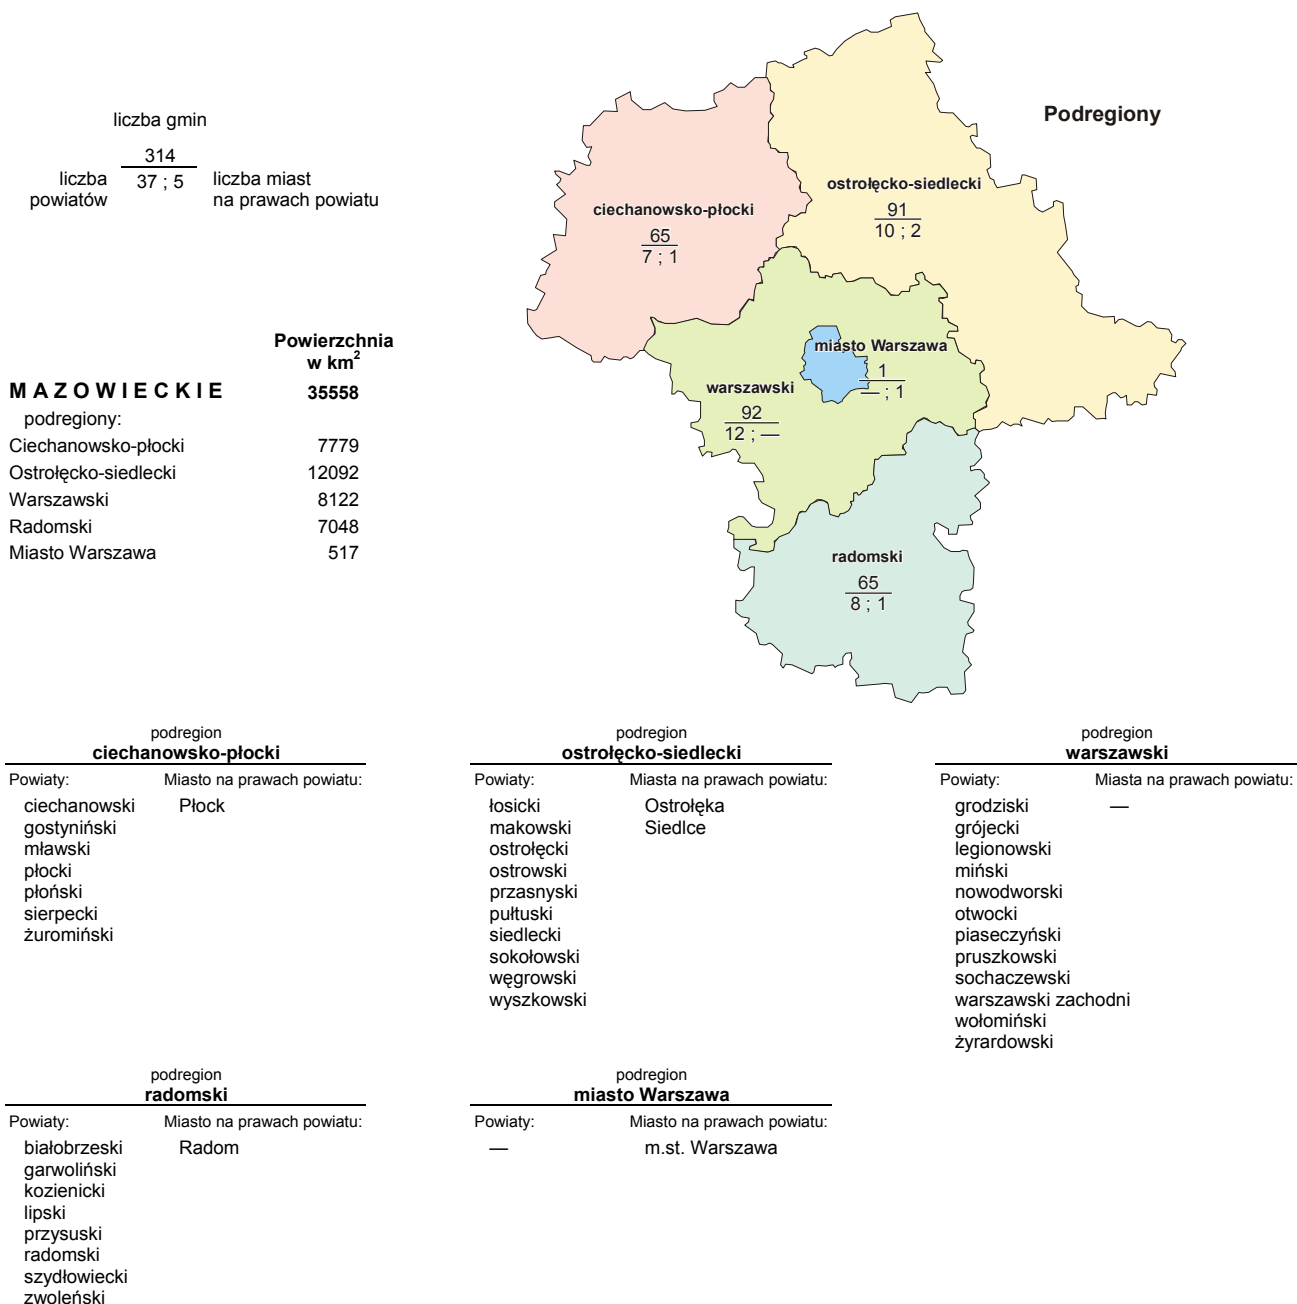 liczba gmin
314
liczba powiatów 37 ; 5 liczba miast na prawach powiatu
Podregiony
ciechanowsko-płocki
65
7 ; 1
ostrołęcko-siedlecki
91
10 ; 2
miasto Warszawa
1
— ; 1
warszawski
92
12 ; —
radomski
65
8 ; 1
Powierzchnia
w km²
MAZOWIECKIE 35558
podregiony:
Ciechanowsko-płocki 7779
Ostrołęcko-siedlecki 12092
Warszawski 8122
Radomski 7048
Miasto Warszawa 517
podregion
ciechanowsko-płocki
Powiaty: Miasto na prawach powiatu:
ciechanowski Płock
gostyniński
mławski
płocki
płoński
sierpecki
żuromiński
podregion
ostrołęcko-siedlecki
Powiaty: Miasta na prawach powiatu:
łosicki Ostrołęka
makowski Siedlce
ostrołęcki
ostrowski
przasnyski
pułtuski
siedlecki
sokołowski
węgrowski
wyszkowski
podregion
warszawski
Powiaty: Miasta na prawach powiatu:
grodziski —
grójecki
legionowski
miński
nowodworski
otwocki
piaseczyński
pruszkowski
sochaczewski
warszawski zachodni
wołomiński
żyrardowski
podregion
radomski
Powiaty: Miasto na prawach powiatu:
białobrzeski Radom
garwoliński
kozienicki
lipski
przysuski
radomski
szydłowiecki
zwoleński
podregion
miasto Warszawa
Powiaty: Miasto na prawach powiatu:
— m.st. Warszawa